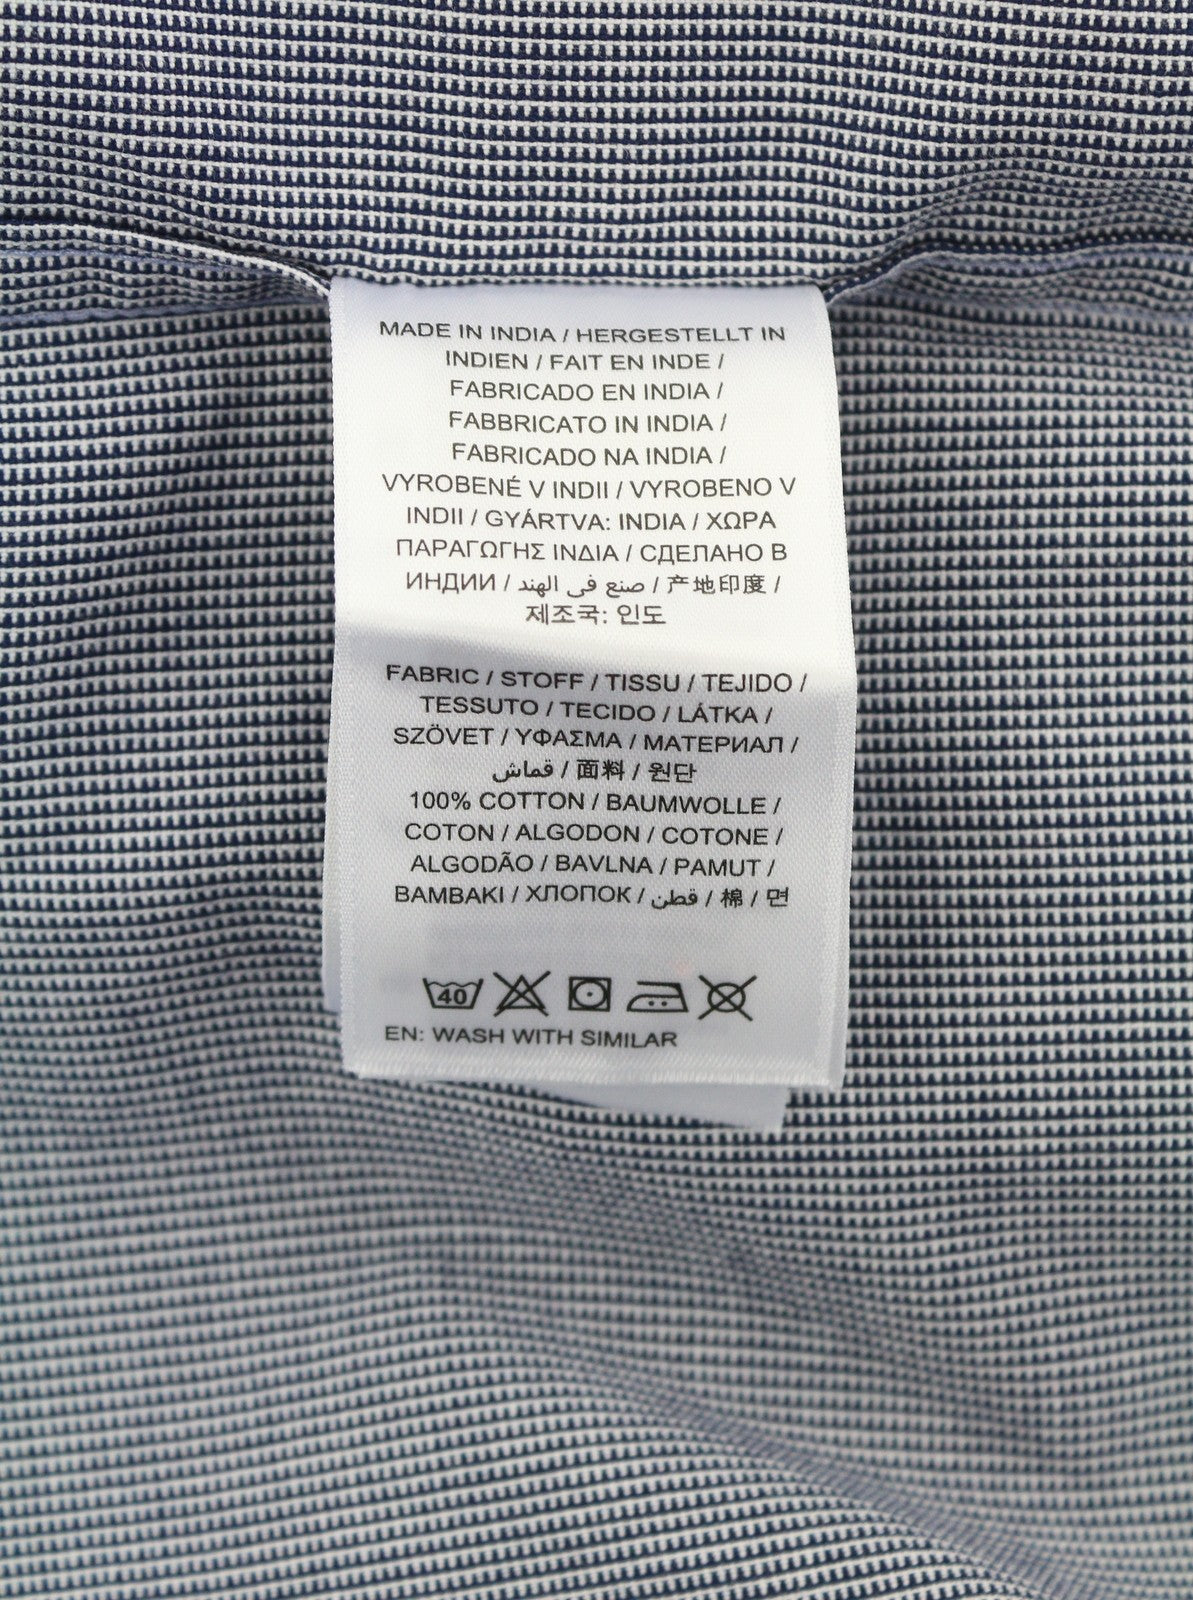 MADE IN INDIA / HERGESTELLT IN
INDIEN / FAIT EN INDE /
FABRICADO EN INDIA /
FABBRICATO IN INDIA /
FABRICADO NA INDIA /
VYROBENÉ V INDII / VYROBENO V
INDII / GYÁRTVA: INDIA / ΧΩΡΑ
ΠΑΡΑΓΩΓΗΣ ΙΝΔΙΑ / СДЕЛАНО В
ИНДИИ / صنع في الهند / 产地印度 /
제조국: 인도
FABRIC / STOFF / TISSU / TEJIDO /
TESSUTO / TECIDO / LÁTKA /
SZÖVET / ΥΦΑΣΜΑ / МАТЕРИАЛ /
قماش / 面料 / 원단
100% COTTON / BAUMWOLLE /
COTON / ALGODON / COTONE /
ALGODÃO / BAVLNA / PAMUT /
BAMBAKI / ХЛОПОК / قطن / 棉 / 면
40
EN: WASH WITH SIMILAR